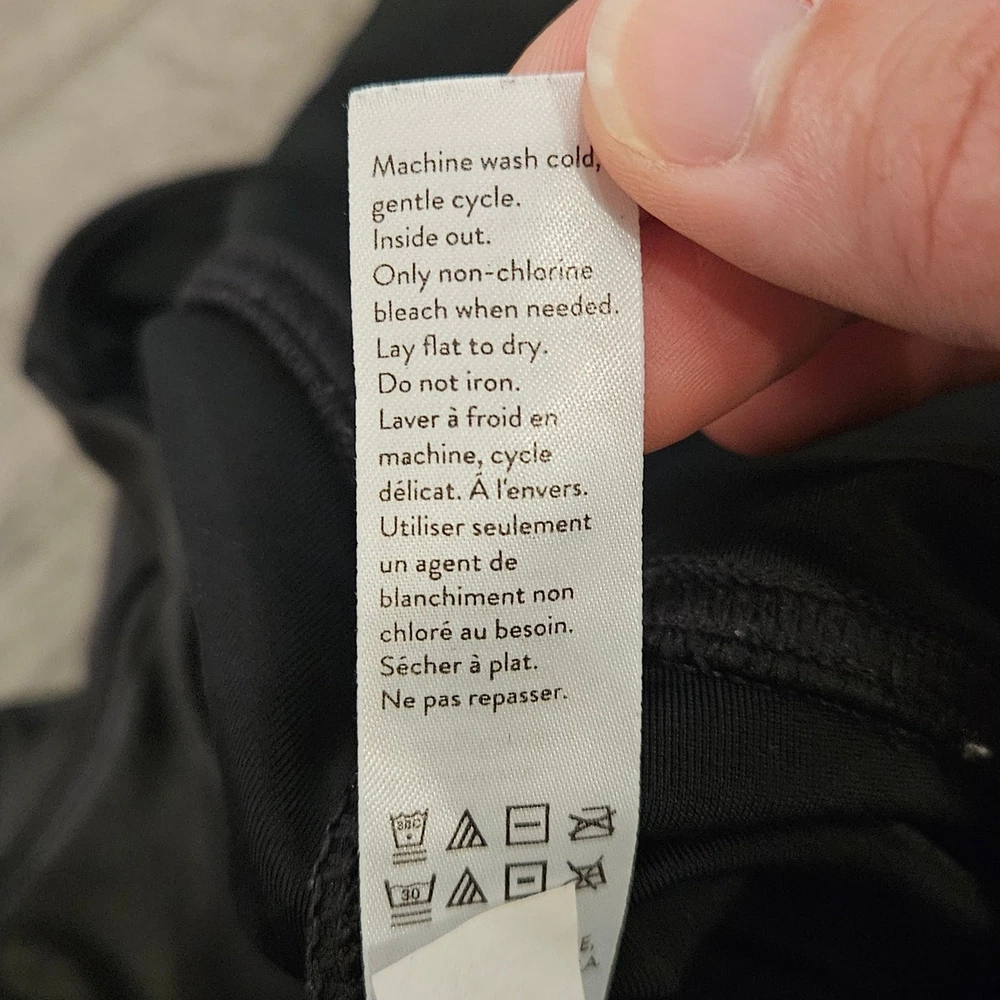 Machine wash cold,
gentle cycle.
Inside out.
Only non-chlorine
bleach when needed.
Lay flat to dry.
Do not iron.
Laver à froid en
machine, cycle
délicat. Á l'envers.
Utiliser seulement
un agent de
blanchiment non
chloré au besoin.
Sécher à plat.
Ne pas repasser.
30